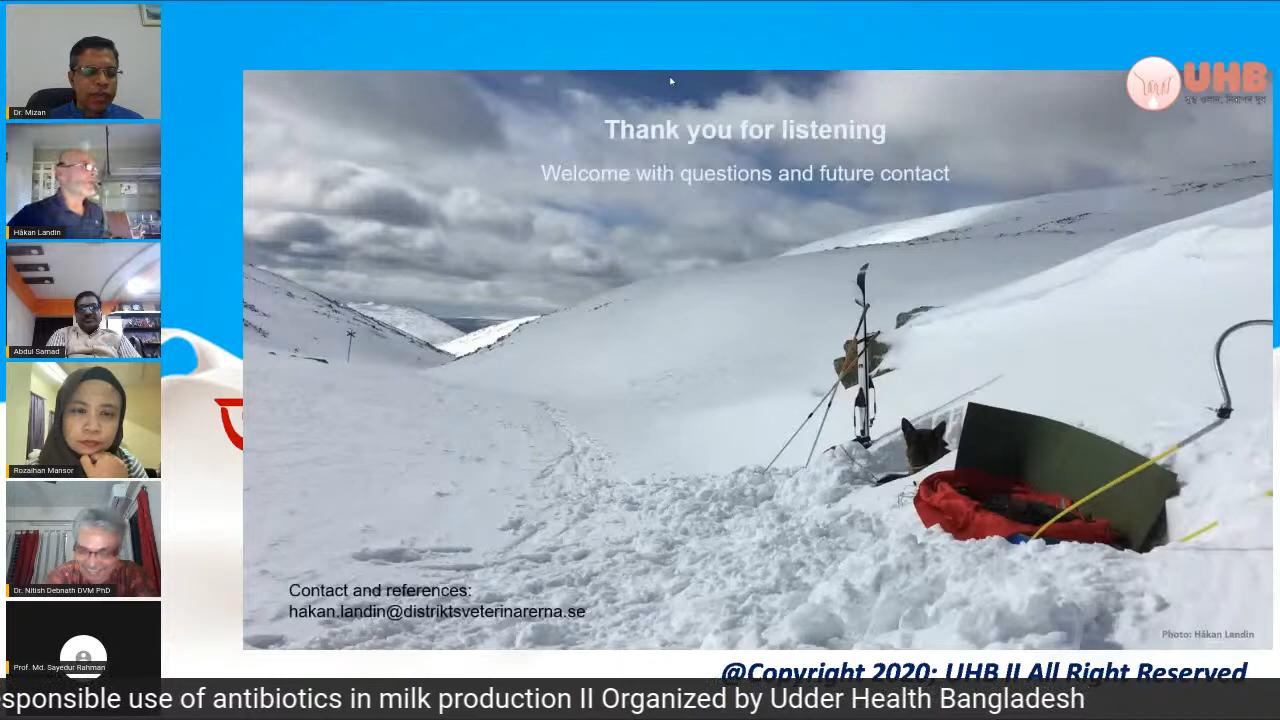 Dr. Mizan
Håkan Landin
Abdul Samad
Rozaihan Mansor
Dr. Nitish Debnath DVM PhD
Prof. Md. Sayedur Rahman
UHB
সুস্থ ওলান, নিরাপদ দুধ
Thank you for listening
Welcome with questions and future contact
Contact and references:
hakan.landin@distriktsveterinarerna.se
Photo: Håkan Landin
@Copyright 2020; UHB II All Right Reserved
esponsible use of antibiotics in milk production II Organized by Udder Health Bangladesh